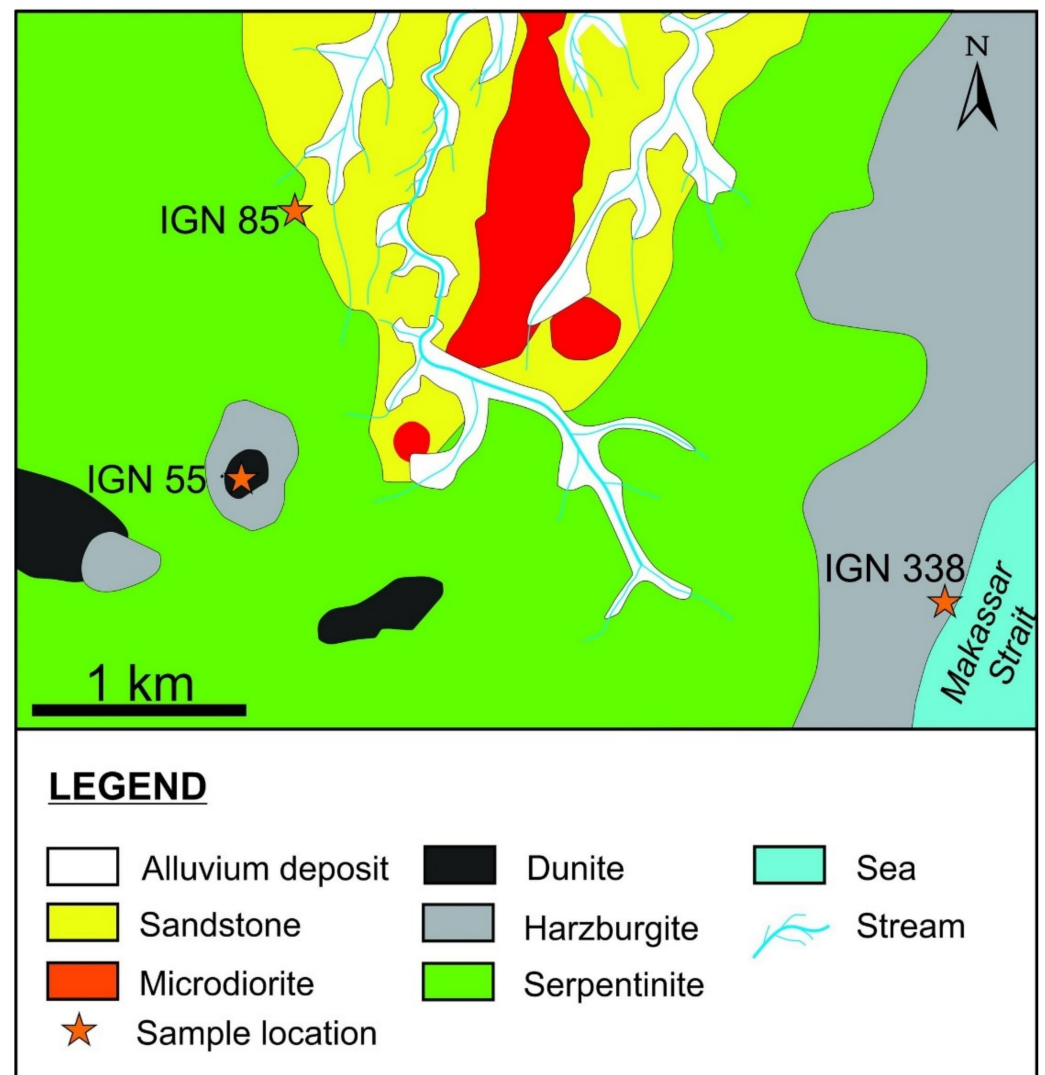 N
IGN 85
IGN 55
IGN 338
Makassar
Strait
1 km
LEGEND
Alluvium deposit
Dunite
Sea
Sandstone
Harzburgite
Stream
Microdiorite
Serpentinite
Sample location